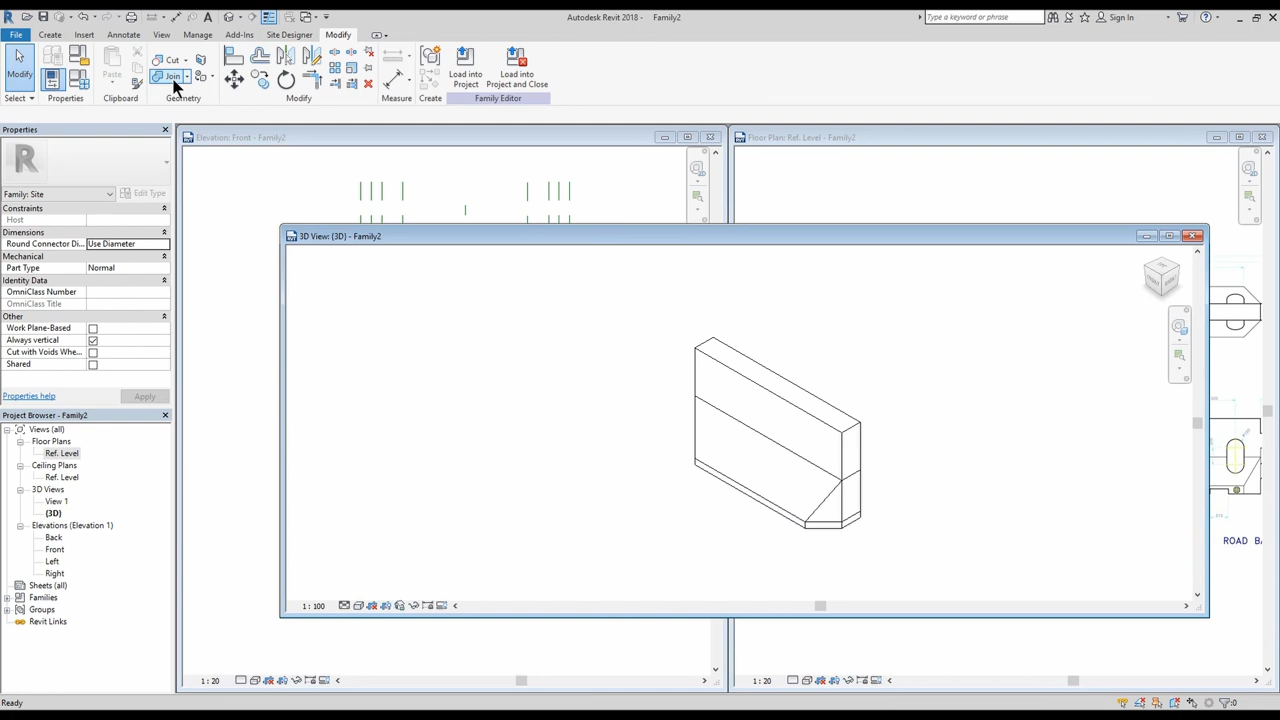 Autodesk Revit 2018 -    Family2
Type a keyword or phrase
Sign In
File Create Insert Annotate View Manage Add-Ins Site Designer Modify
Modify
Paste
Cut
Join
Load into
Project
Load into
Project and Close
Select Properties Clipboard Geometry Modify Measure Create Family Editor
Properties
Family: Site
Edit Type
Constraints
Host
Dimensions
Round Connector Di... Use Diameter
Mechanical
Part Type Normal
Identity Data
OmniClass Number
OmniClass Title
Other
Work Plane-Based
Always vertical
Cut with Voids Whe...
Shared
Properties help
Apply
Project Browser - Family2
Views (all)
Floor Plans
Ref. Level
Ceiling Plans
Ref. Level
3D Views
View 1
{3D}
Elevations (Elevation 1)
Back
Front
Left
Right
Sheets (all)
Families
Groups
Revit Links
Elevation: Front - Family2
Floor Plan: Ref. Level - Family2
3D View: {3D} - Family2
1 : 100
ROAD BA
1 : 20
1 : 20
Ready
:0